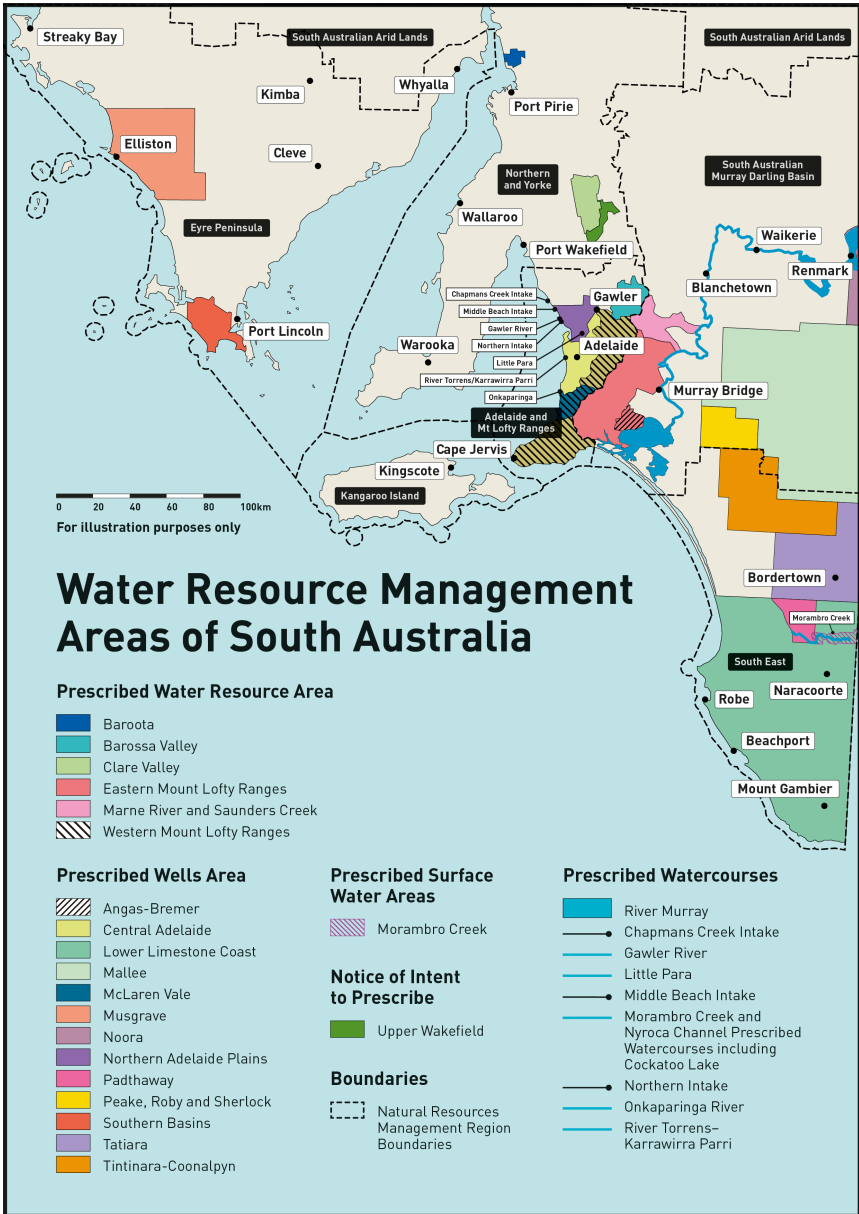 Streaky Bay
South Australian Arid Lands
South Australian Arid Lands
Whyalla
Kimba
Port Pirie
Elliston
Cleve
Northern
and Yorke
South Australian
Murray Darling Basin
Wallaroo
Eyre Peninsula
Waikerie
Port Wakefield
Renmark
Blanchetown
Chapmans Creek Intake
Gawler
Middle Beach Intake
Gawler River
Port Lincoln
Warooka
Northern Intake
Adelaide
Little Para
River Torrens/Karrawirra Parri
Murray Bridge
Onkaparinga
Adelaide and
Mt Lofty Ranges
Cape Jervis
Kingscote
Kangaroo Island
0 20 40 60 80 100km
For illustration purposes only
Bordertown
Morambro Creek
South East
Naracoorte
Robe
Beachport
Mount Gambier
Water Resource Management
Areas of South Australia
Prescribed Water Resource Area
Baroota
Barossa Valley
Clare Valley
Eastern Mount Lofty Ranges
Marne River and Saunders Creek
Western Mount Lofty Ranges
Prescribed Wells Area
Angas-Bremer
Central Adelaide
Lower Limestone Coast
Mallee
McLaren Vale
Musgrave
Noora
Northern Adelaide Plains
Padthaway
Peake, Roby and Sherlock
Southern Basins
Tatiara
Tintinara-Coonalpyn
Prescribed Surface
Water Areas
Morambro Creek
Notice of Intent
to Prescribe
Upper Wakefield
Boundaries
Natural Resources
Management Region
Boundaries
Prescribed Watercourses
River Murray
Chapmans Creek Intake
Gawler River
Little Para
Middle Beach Intake
Morambro Creek and
Nyroca Channel Prescribed
Watercourses including
Cockatoo Lake
Northern Intake
Onkaparinga River
River Torrens–
Karrawirra Parri